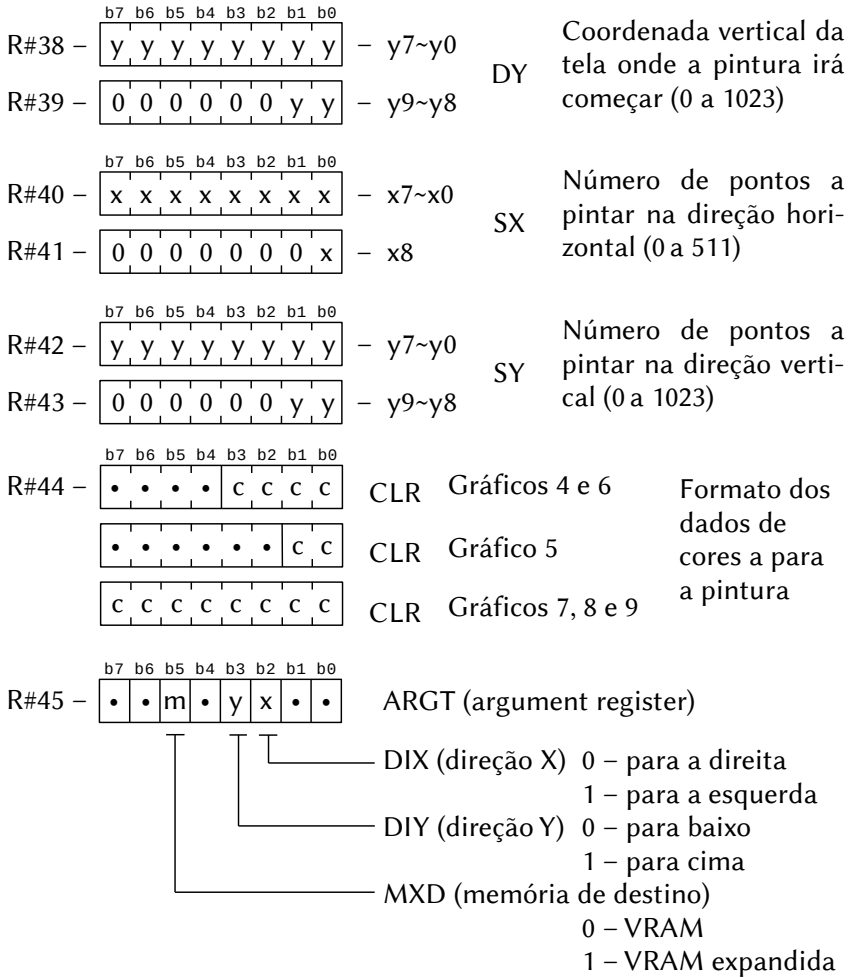 b7 b6 b5 b4 b3 b2 b1 b0
R#38 – y y y y y y y y – y7~y0
R#39 – 0 0 0 0 0 0 y y – y9~y8
DY
Coordenada vertical da
tela onde a pintura irá
começar (0 a 1023)
b7 b6 b5 b4 b3 b2 b1 b0
R#40 – x x x x x x x x – x7~x0
R#41 – 0 0 0 0 0 0 0 x – x8
SX
Número de pontos a
pintar na direção hori-
zontal (0 a 511)
b7 b6 b5 b4 b3 b2 b1 b0
R#42 – y y y y y y y y – y7~y0
R#43 – 0 0 0 0 0 0 y y – y9~y8
SY
Número de pontos a
pintar na direção verti-
cal (0 a 1023)
b7 b6 b5 b4 b3 b2 b1 b0
R#44 – • • • • c c c c CLR Gráficos 4 e 6
• • • • • • c c CLR Gráfico 5
c c c c c c c c CLR Gráficos 7, 8 e 9
Formato dos
dados de
cores a para
a pintura
b7 b6 b5 b4 b3 b2 b1 b0
R#45 – • • m • y x • • ARGT (argument register)
DIX (direção X) 0 – para a direita
1 – para a esquerda
DIY (direção Y) 0 – para baixo
1 – para cima
MXD (memória de destino)
0 – VRAM
1 – VRAM expandida